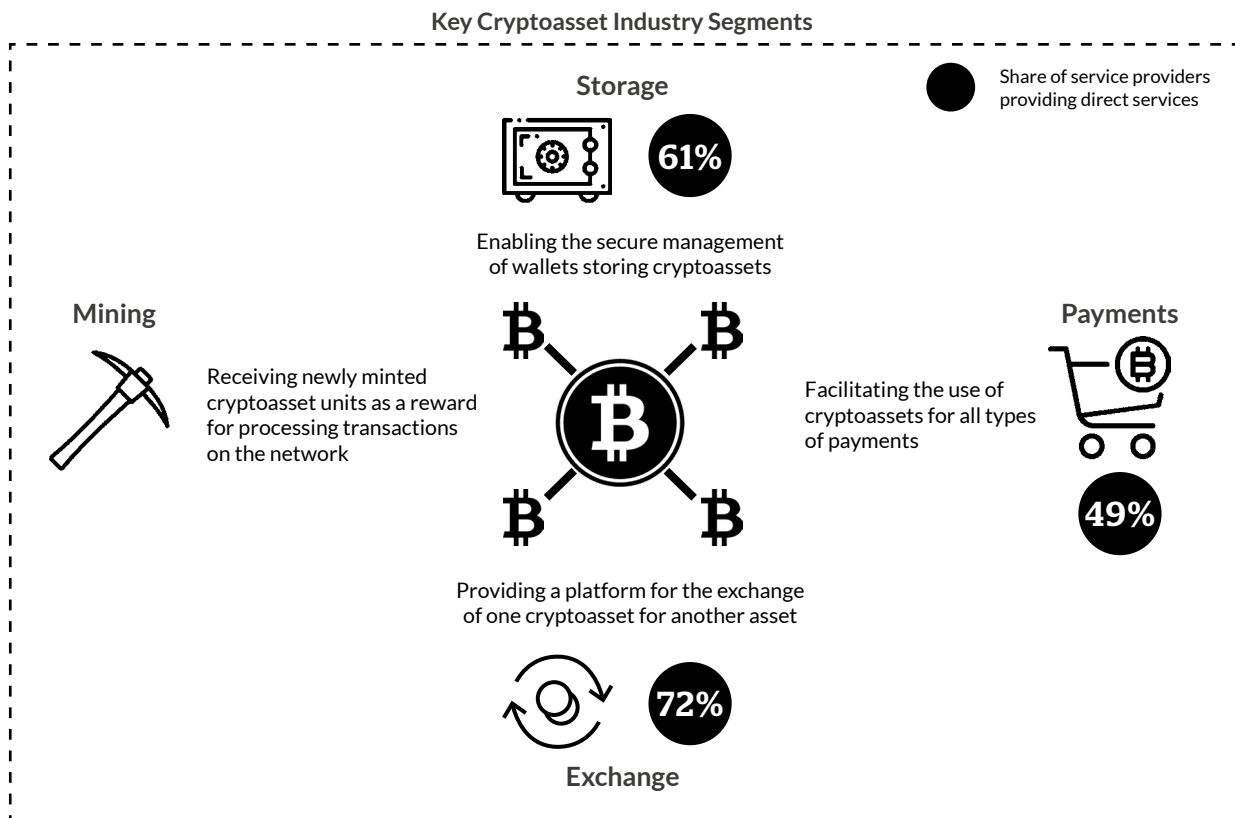 Key Cryptoasset Industry Segments
Share of service providers
providing direct services
Storage
61%
Enabling the secure management
of wallets storing cryptoassets
Mining
Receiving newly minted
cryptoasset units as a reward
for processing transactions
on the network
Payments
Facilitating the use of
cryptoassets for all types
of payments
49%
Providing a platform for the exchange
of one cryptoasset for another asset
72%
Exchange